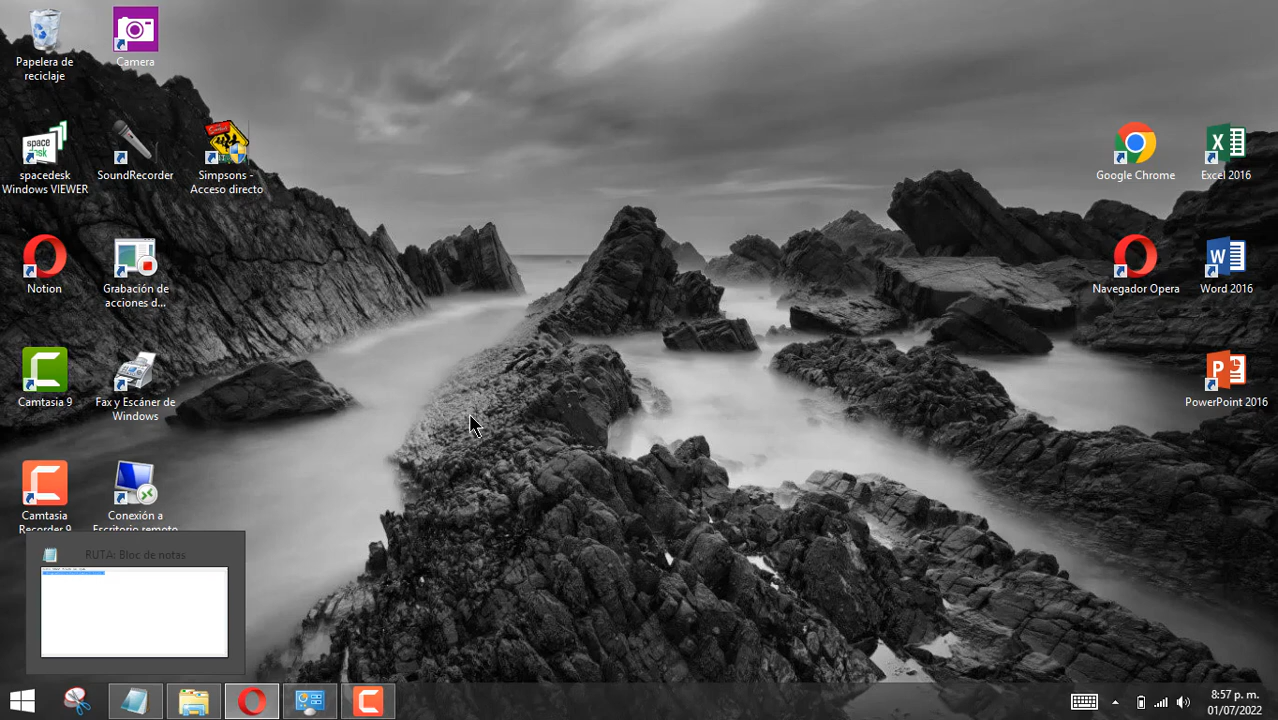 Papelera de
reciclaje
Camera
space
desk
spacedesk
Windows VIEWER
SoundRecorder
Simpsons -
Acceso directo
Notion
Grabación de
acciones d...
Camtasia 9
Fax y Escáner de
Windows
Camtasia
Recorder 9
Conexión a
Escritorio remoto
Google Chrome
Excel 2016
Navegador Opera
Word 2016
PowerPoint 2016
RUTA: Bloc de notas
8:57 p. m.
01/07/2022